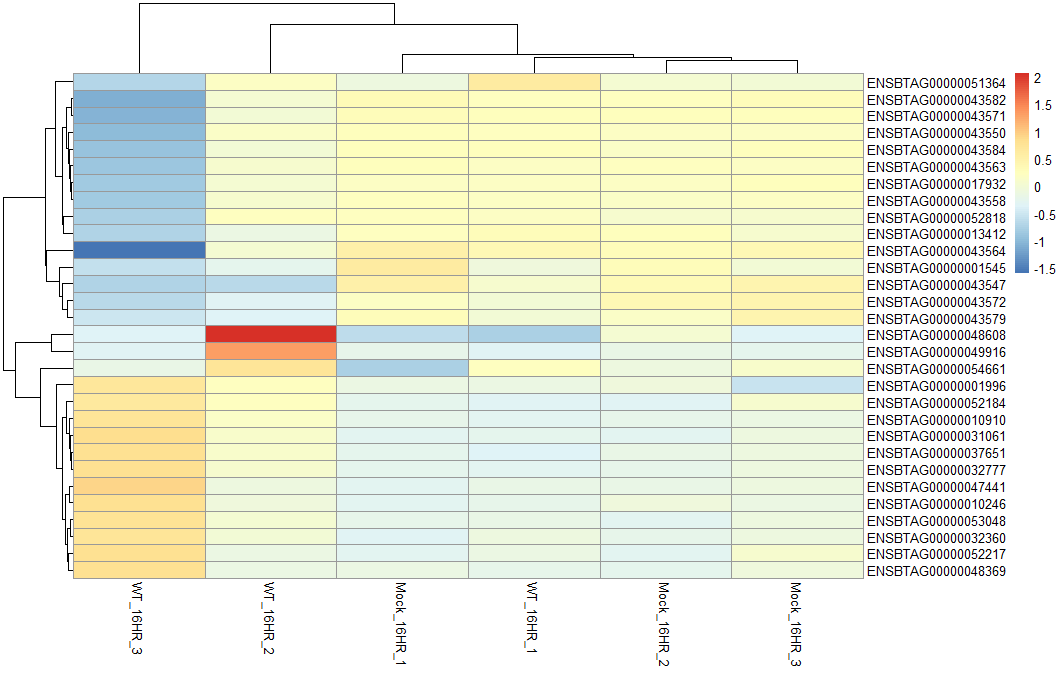 ENSBTAG00000051364
ENSBTAG00000043582
ENSBTAG00000043571
ENSBTAG00000043550
ENSBTAG00000043584
ENSBTAG00000043563
ENSBTAG00000017932
ENSBTAG00000043558
ENSBTAG00000052818
ENSBTAG00000013412
ENSBTAG00000043564
ENSBTAG00000001545
ENSBTAG00000043547
ENSBTAG00000043572
ENSBTAG00000043579
ENSBTAG00000048608
ENSBTAG00000049916
ENSBTAG00000054661
ENSBTAG00000001996
ENSBTAG00000052184
ENSBTAG00000010910
ENSBTAG00000031061
ENSBTAG00000037651
ENSBTAG00000032777
ENSBTAG00000047441
ENSBTAG00000010246
ENSBTAG00000053048
ENSBTAG00000032360
ENSBTAG00000052217
ENSBTAG00000048369
2
1.5
1
0.5
0
-0.5
-1
-1.5
WT_16HR_3
WT_16HR_2
Mock_16HR_1
WT_16HR_1
Mock_16HR_2
Mock_16HR_3